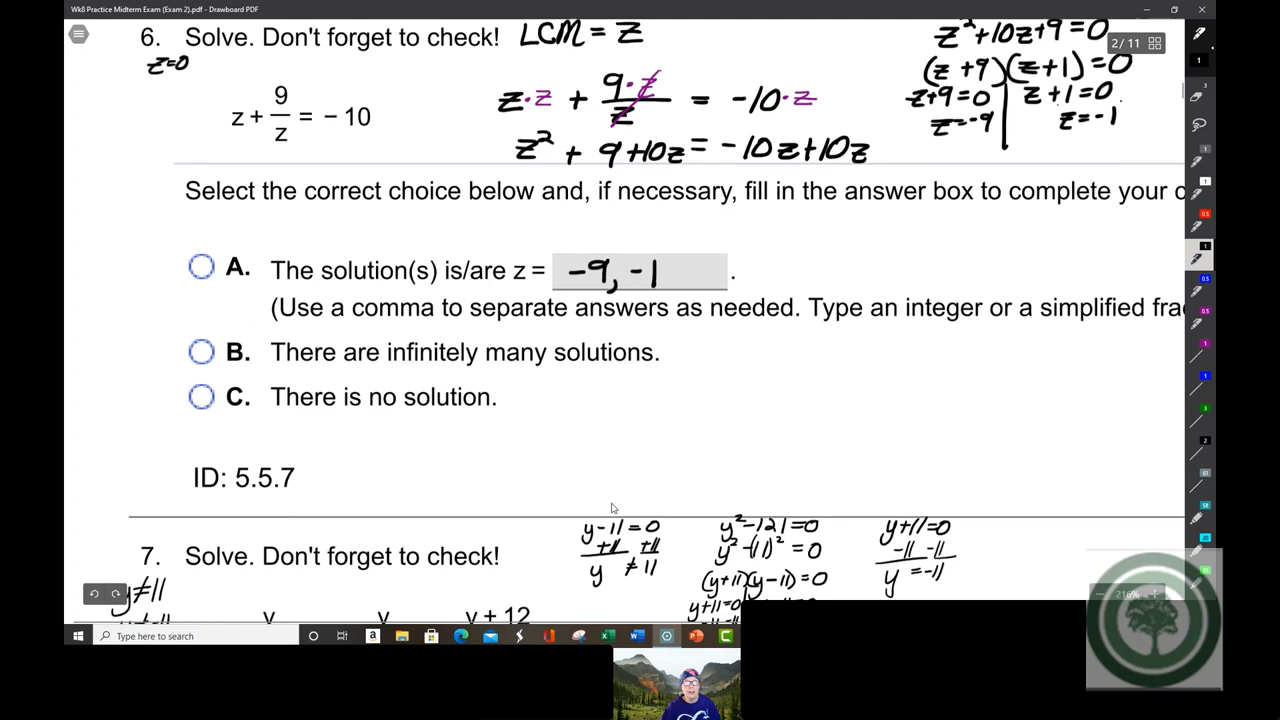 Wk8 Practice Midterm Exam (Exam 2).pdf - Drawboard PDF
6. Solve. Don't forget to check! LCM = Z
z=0
z + 9/z = − 10
z·z + 9·z/z = -10·z
z² + 9+10z = -10z+10z
z²+10z+9=0
(z+9)(z+1)=0
z+9=0 z+1=0
z=-9 z=-1
2/11
Select the correct choice below and, if necessary, fill in the answer box to complete your
A. The solution(s) is/are z = -9, -1 .
(Use a comma to separate answers as needed. Type an integer or a simplified
B. There are infinitely many solutions.
C. There is no solution.
ID: 5.5.7
7. Solve. Don't forget to check!
y≠11
y-11=0
+11 +11
y ≠ 11
y²-121=0
y²-(11)²=0
(y+11)(y-11)=0
y+11=0
y+11=0
-11 -11
y=-11
y y y + 12
216%
Type here to search